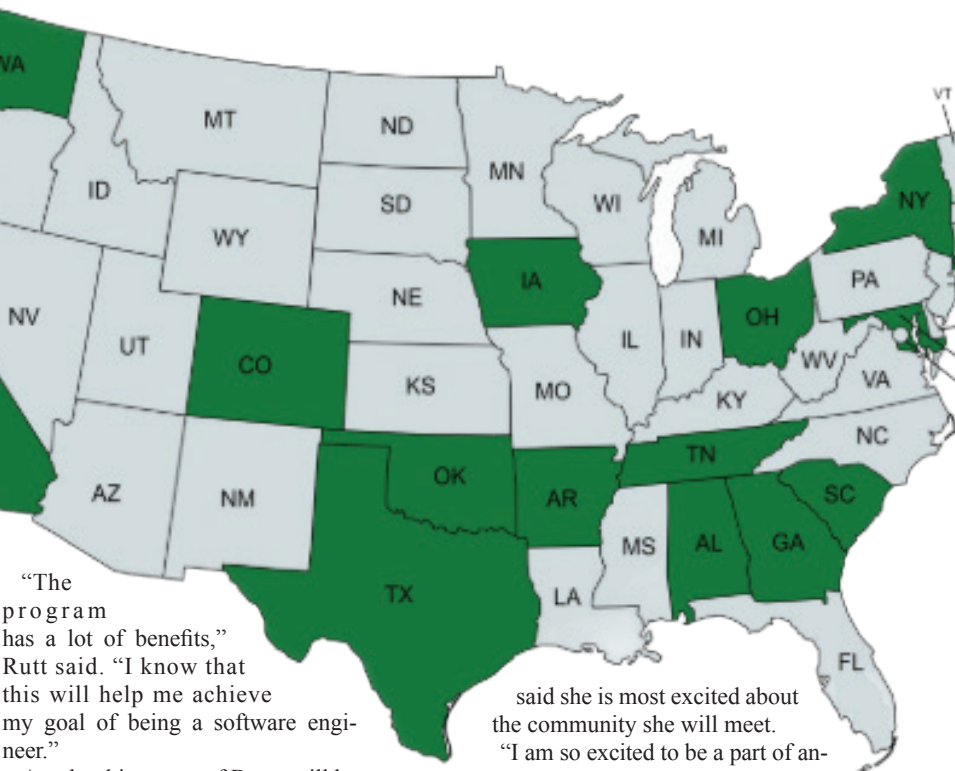 WA
MT
ND
MN
VT
ID
SD
WI
NY
WY
MI
IA
PA
NE
NV
IL
IN
OH
UT
CO
WV
KS
MO
VA
KY
NC
TN
OK
AZ
NM
AR
SC
MS
AL
GA
TX
LA
FL
“The
program
has a lot of benefits,”
Rutt said. “I know that
this will help me achieve
my goal of being a software engi-
neer.”
said she is most excited about
the community she will meet.
“I am so excited to be a part of an-